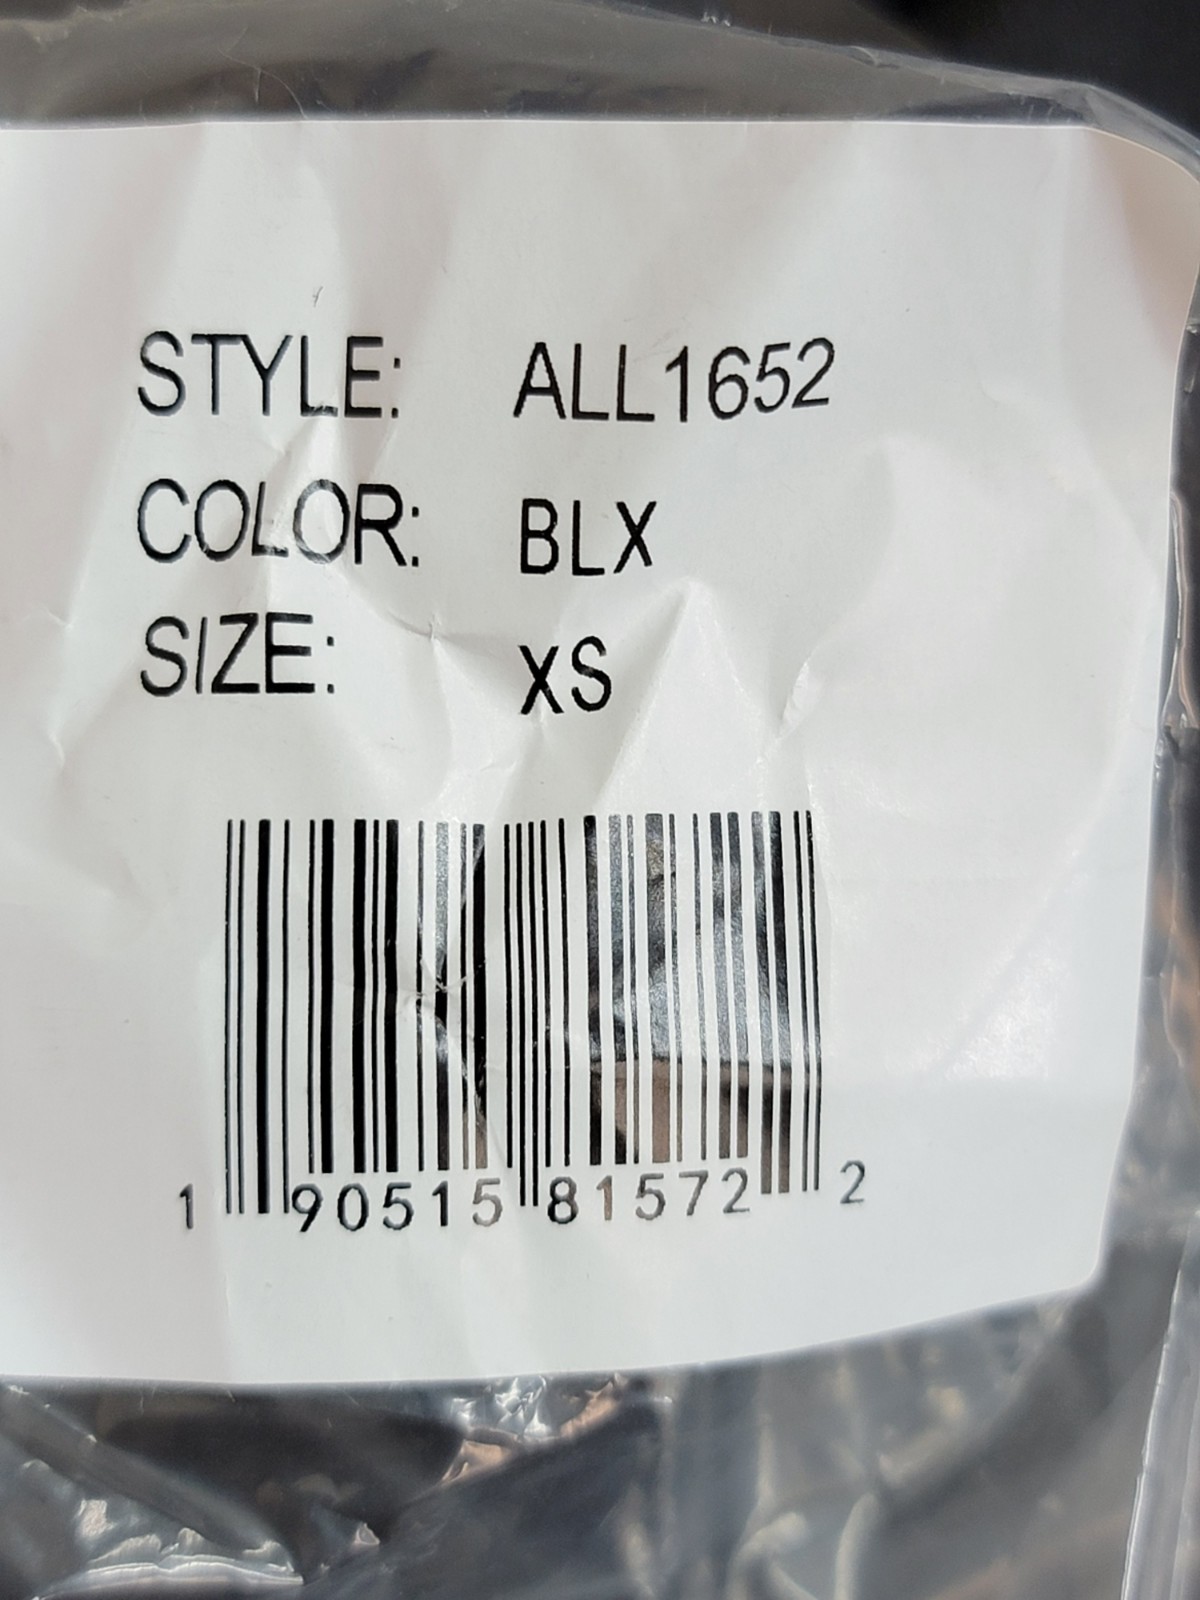 STYLE: ALL1652
COLOR: BLX
SIZE: XS
1 90515 81572 2